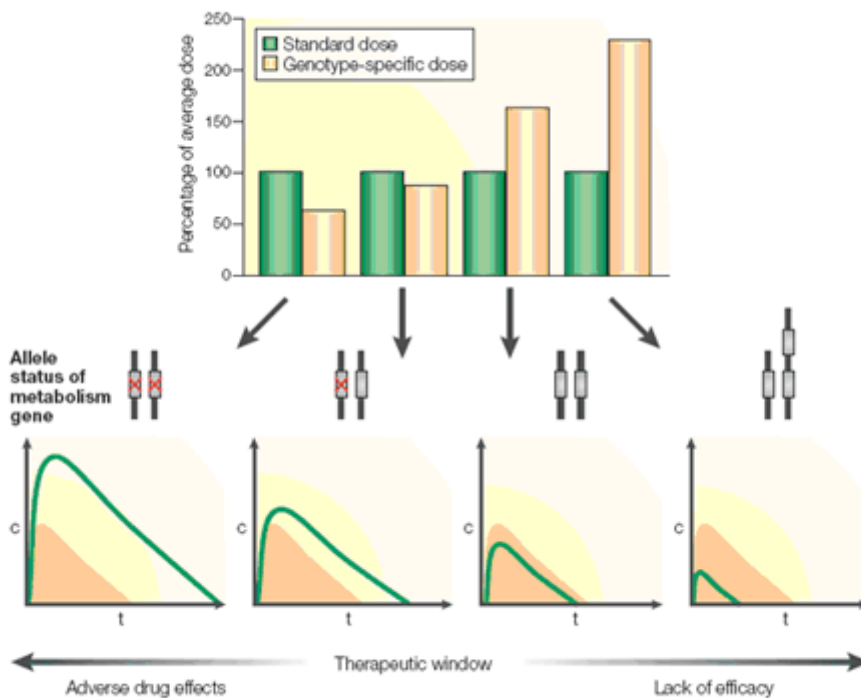 250
200
150
100
50
0
Percentage of average dose
Standard dose
Genotype-specific dose
Allele
status of
metabolism
gene
c
t
c
t
c
t
c
t
Therapeutic window
Adverse drug effects
Lack of efficacy